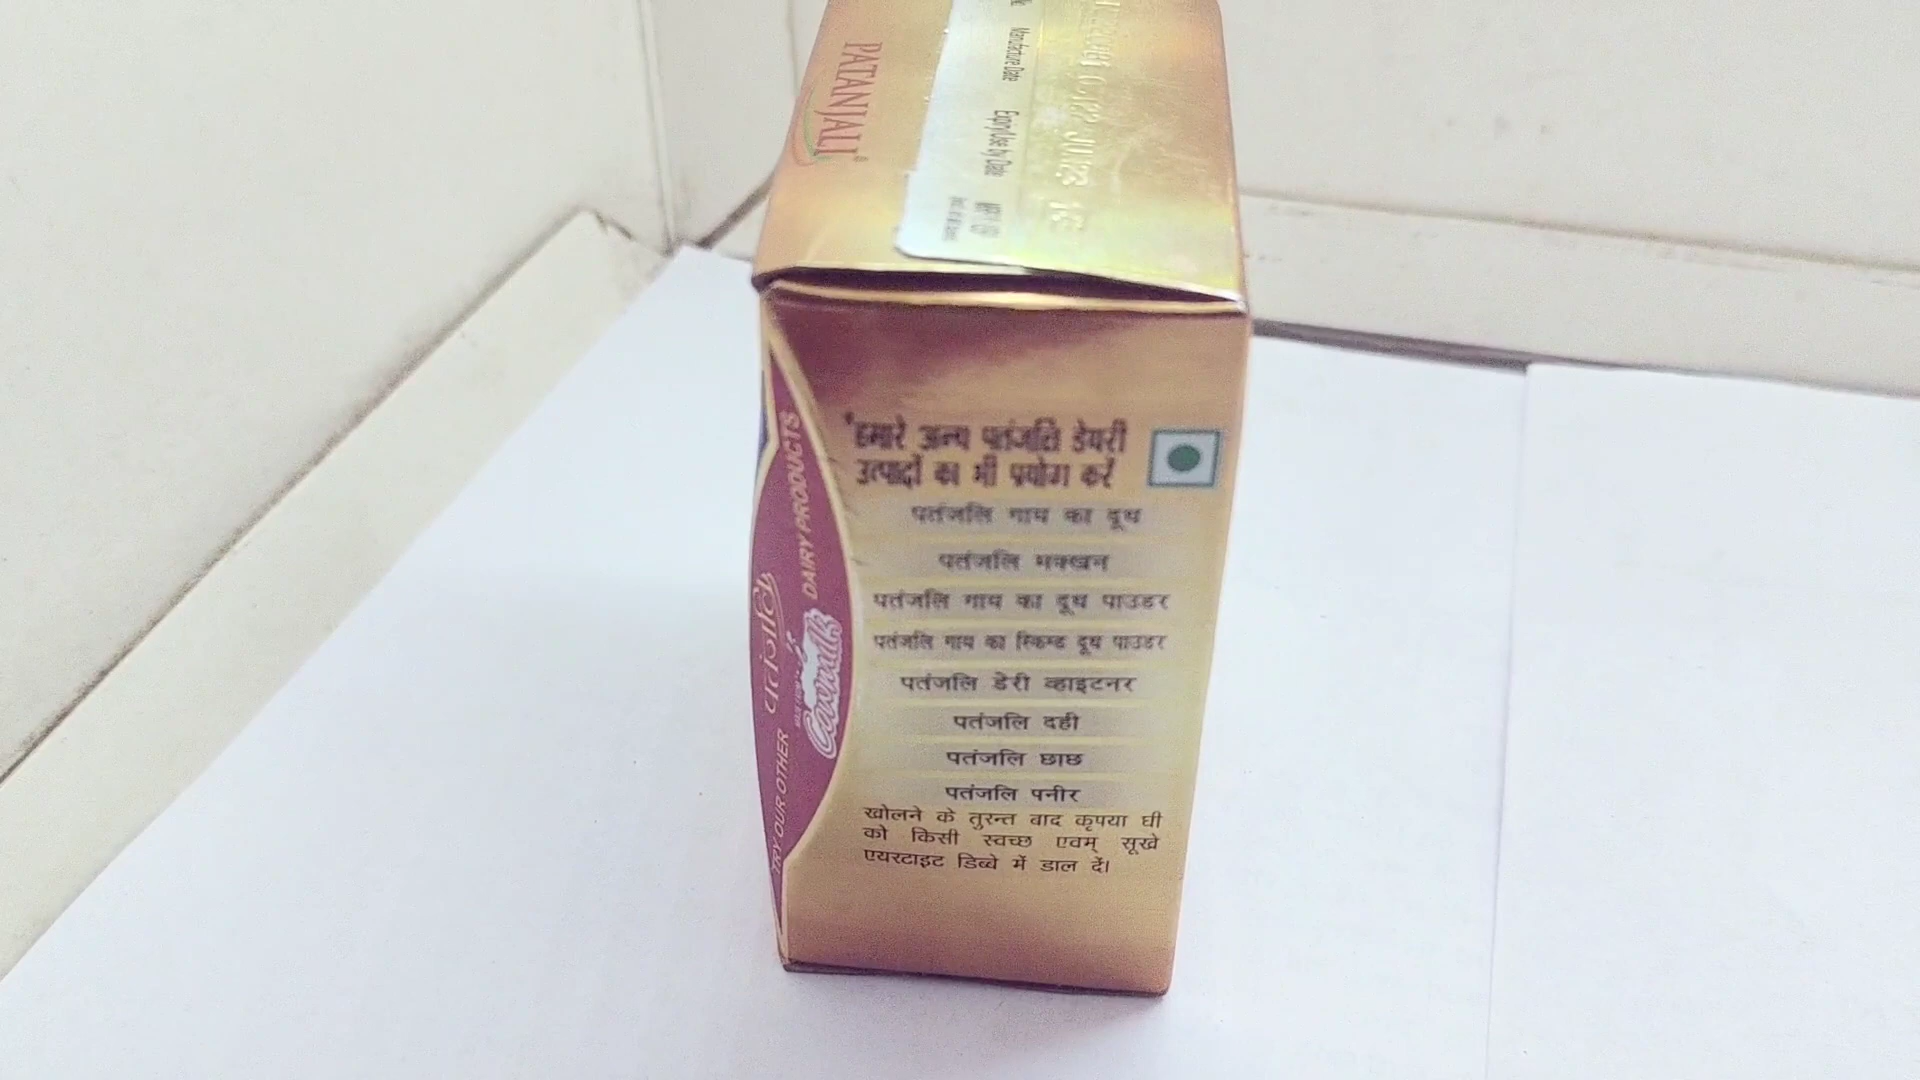 PATANJALI
Manufacture Date
Expiry/Use by Date
हमारे अन्य पतंजलि डेयरी
उत्पादों का भी प्रयोग करें
पतंजलि गाय का दूध
पतंजलि मक्खन
पतंजलि गाय का दूध पाउडर
पतंजलि गाय का स्किम्ड दूध पाउडर
पतंजलि डेरी व्हाइटनर
पतंजलि दही
पतंजलि छाछ
पतंजलि पनीर
खोलने के तुरन्त बाद कृपया घी
को किसी स्वच्छ एवम् सूखे
एयरटाइट डिब्बे में डाल दें।
TRY OUR OTHER
पतंजलि
Cowmilk
DAIRY PRODUCTS